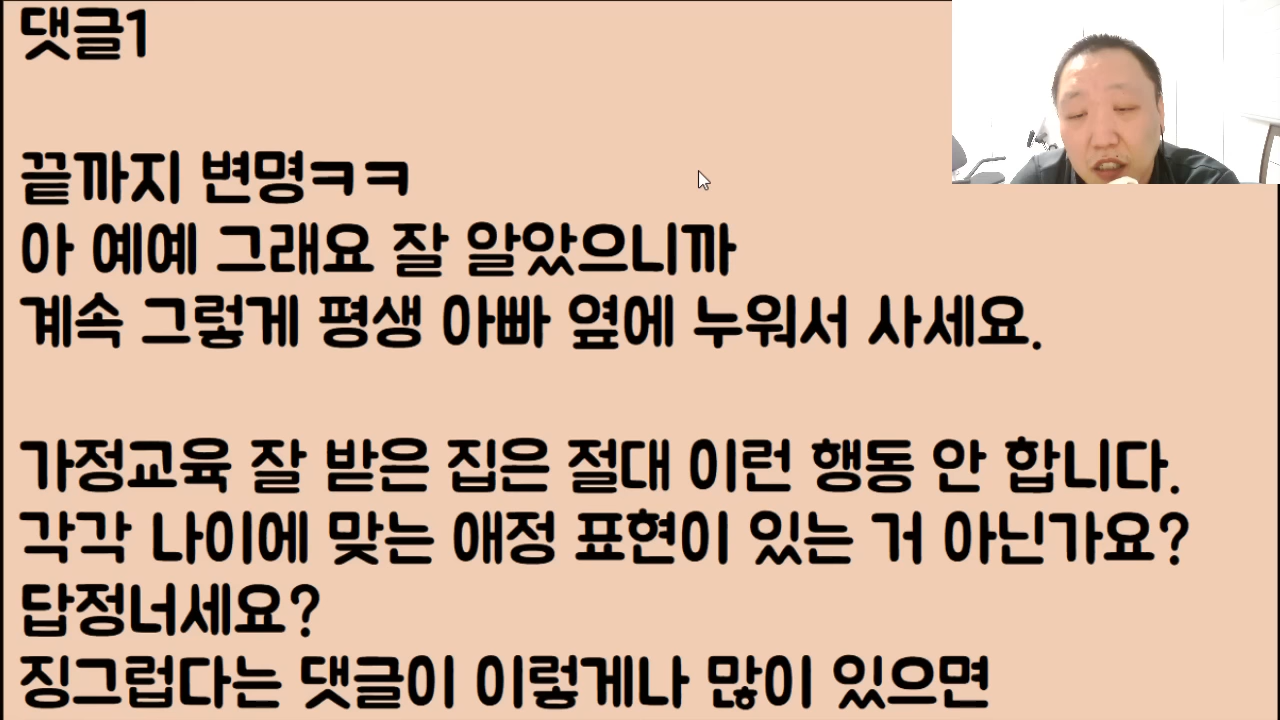 댓글1
끝까지 변명ㅋㅋ
아 예예 그래요 잘 알았으니까
계속 그렇게 평생 아빠 옆에 누워서 사세요.
가정교육 잘 받은 집은 절대 이런 행동 안 합니다.
각각 나이에 맞는 애정 표현이 있는 거 아닌가요?
답정너세요?
징그럽다는 댓글이 이렇게나 많이 있으면